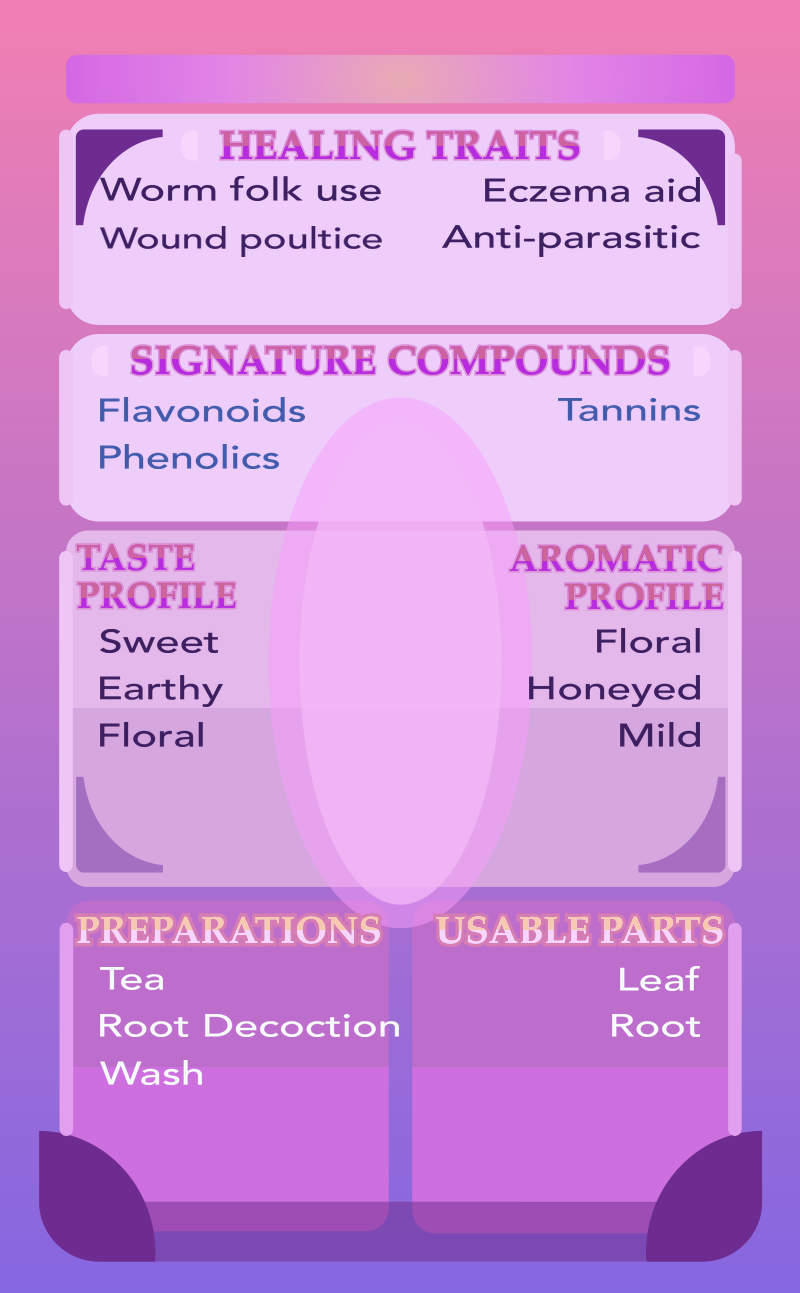 HEALING TRAITS
Worm folk use
Eczema aid
Wound poultice
Anti-parasitic
SIGNATURE COMPOUNDS
Flavonoids
Tannins
Phenolics
TASTE
PROFILE
Sweet
Earthy
Floral
AROMATIC
PROFILE
Floral
Honeyed
Mild
PREPARATIONS
Tea
Root Decoction
Wash
USABLE PARTS
Leaf
Root